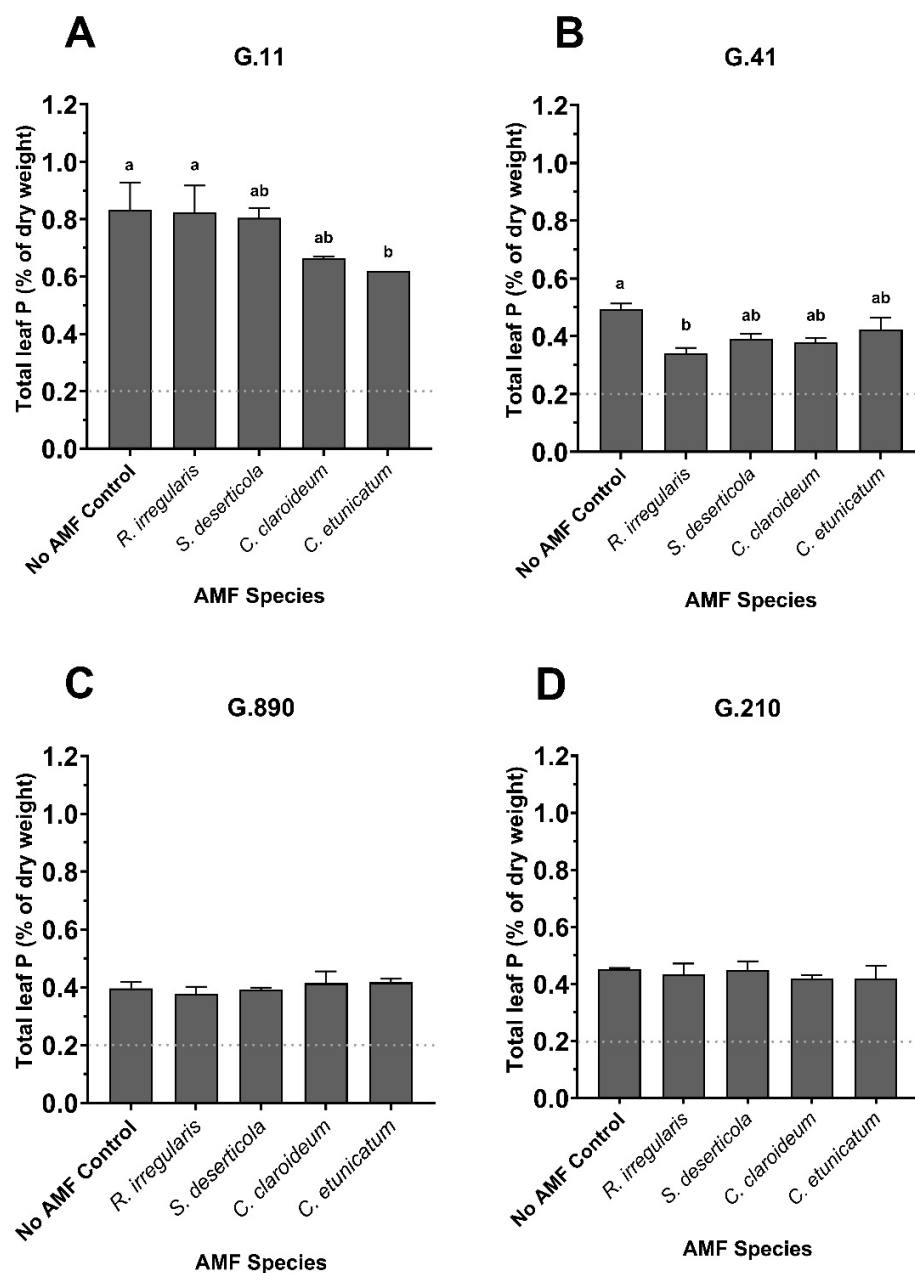 A
G.11
Total leaf P (% of dry weight)
1.2
1.0
0.8
0.6
0.4
0.2
0.0
a
a
ab
ab
b
No AMF Control
R. irregularis
S. deserticola
C. claroideum
C. etunicatum
AMF Species
B
G.41
Total leaf P (% of dry weight)
1.2
1.0
0.8
0.6
0.4
0.2
0.0
a
b
ab
ab
ab
No AMF Control
R. irregularis
S. deserticola
C. claroideum
C. etunicatum
AMF Species
C
G.890
Total leaf P (% of dry weight)
1.2
1.0
0.8
0.6
0.4
0.2
0.0
No AMF Control
R. irregularis
S. deserticola
C. claroideum
C. etunicatum
AMF Species
D
G.210
Total leaf P (% of dry weight)
1.2
1.0
0.8
0.6
0.4
0.2
0.0
No AMF Control
R. irregularis
S. deserticola
C. claroideum
C. etunicatum
AMF Species